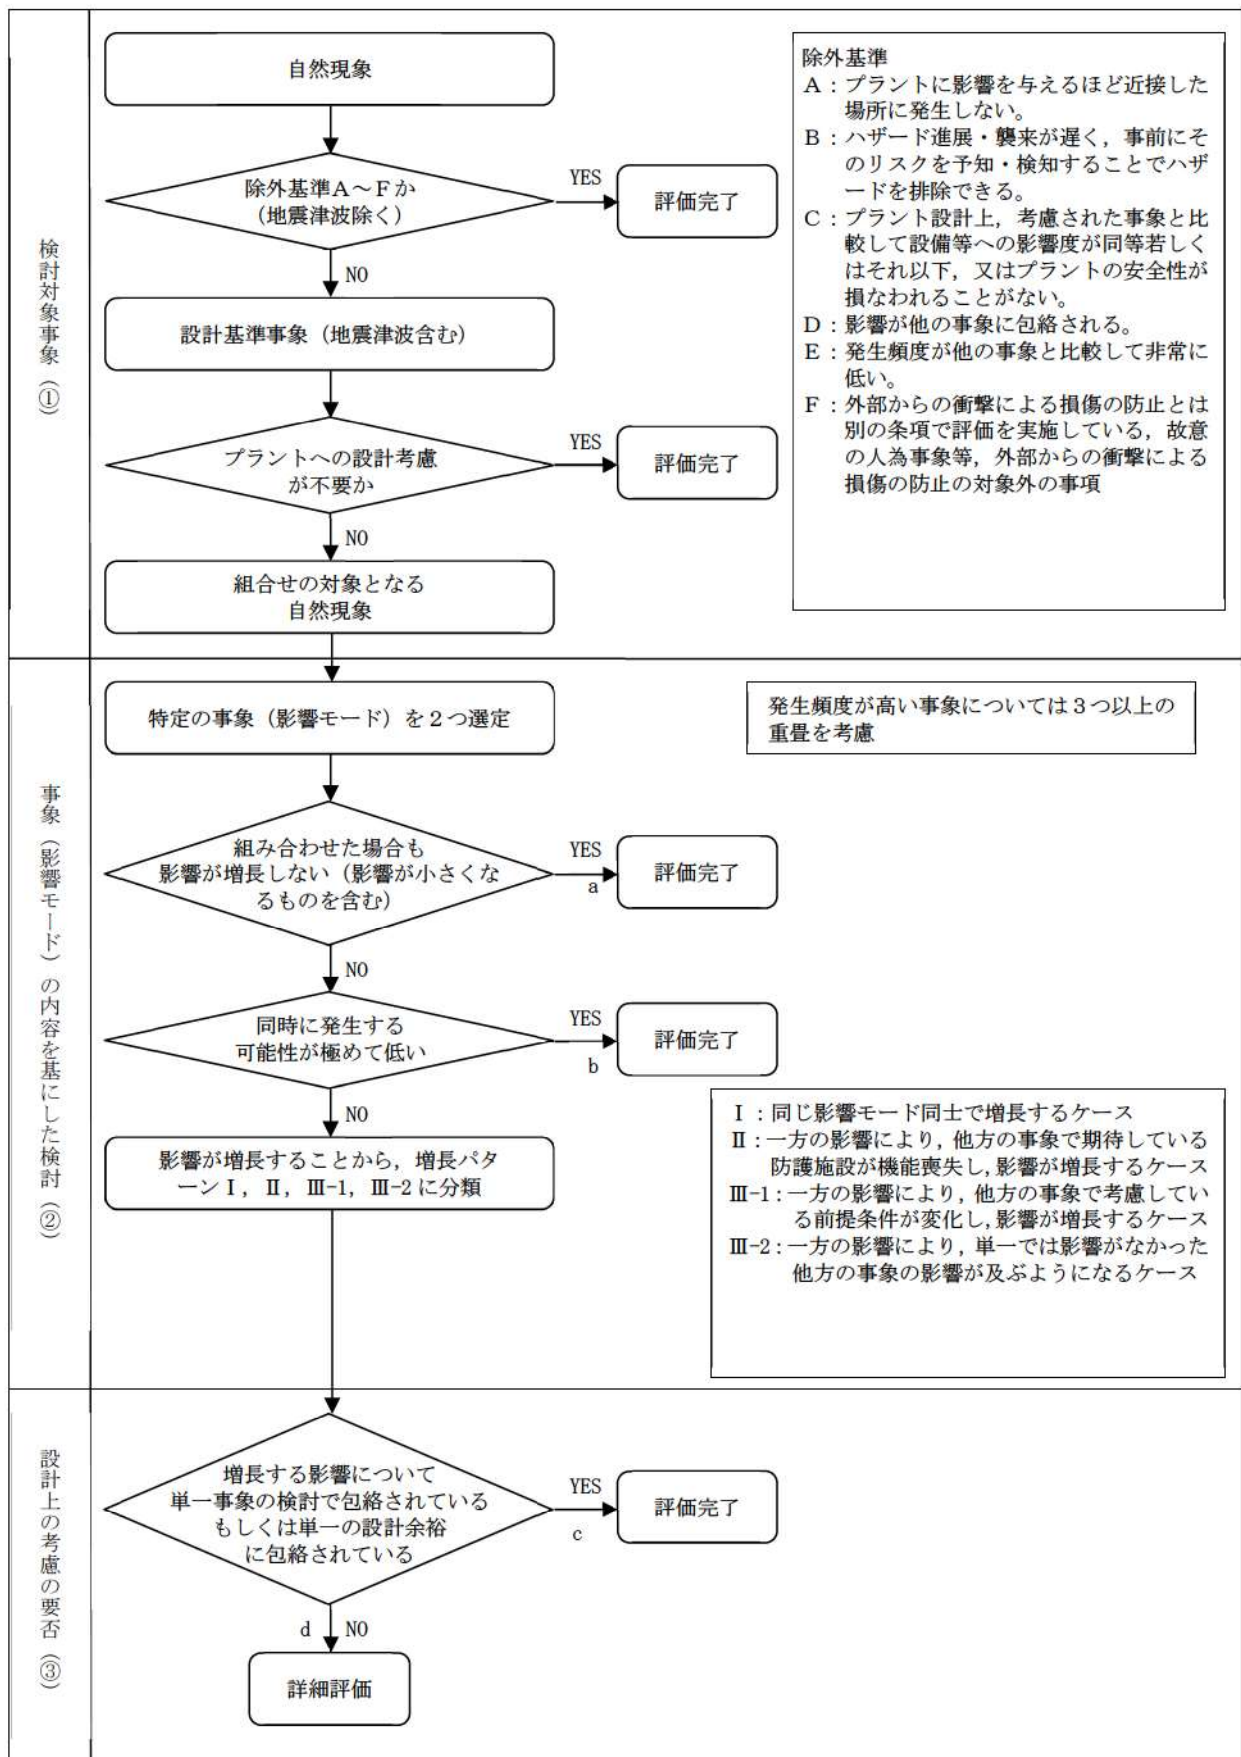 検討対象事象（①）
自然現象
除外基準Ａ～Ｆか
（地震津波除く）
YES
評価完了
NO
設計基準事象（地震津波含む）
プラントへの設計考慮
が不要か
YES
評価完了
NO
組合せの対象となる
自然現象
除外基準
Ａ：プラントに影響を与えるほど近接した
場所に発生しない。
Ｂ：ハザード進展・襲来が遅く，事前にそ
のリスクを予知・検知することでハザ
ードを排除できる。
Ｃ：プラント設計上，考慮された事象と比
較して設備等への影響度が同等若しく
はそれ以下，又はプラントの安全性が
損なわれることがない。
Ｄ：影響が他の事象に包絡される。
Ｅ：発生頻度が他の事象と比較して非常に
低い。
Ｆ：外部からの衝撃による損傷の防止とは
別の条項で評価を実施している，故意
の人為事象等，外部からの衝撃による
損傷の防止の対象外の事項
事象（影響モード）の内容を基にした検討（②）
特定の事象（影響モード）を２つ選定
発生頻度が高い事象については３つ以上の
重畳を考慮
組み合わせた場合も
影響が増長しない（影響が小さくな
るものを含む）
YES
a
評価完了
NO
同時に発生する
可能性が極めて低い
YES
b
評価完了
NO
影響が増長することから，増長パタ
ーンⅠ，Ⅱ，Ⅲ-1，Ⅲ-2 に分類
Ⅰ：同じ影響モード同士で増長するケース
Ⅱ：一方の影響により，他方の事象で期待している
防護施設が機能喪失し，影響が増長するケース
Ⅲ-1：一方の影響により，他方の事象で考慮してい
る前提条件が変化し，影響が増長するケース
Ⅲ-2：一方の影響により，単一では影響がなかった
他方の事象の影響が及ぶようになるケース
設計上の考慮の要否（③）
増長する影響について
単一事象の検討で包絡されている
もしくは単一の設計余裕
に包絡されている
YES
c
評価完了
d
NO
詳細評価